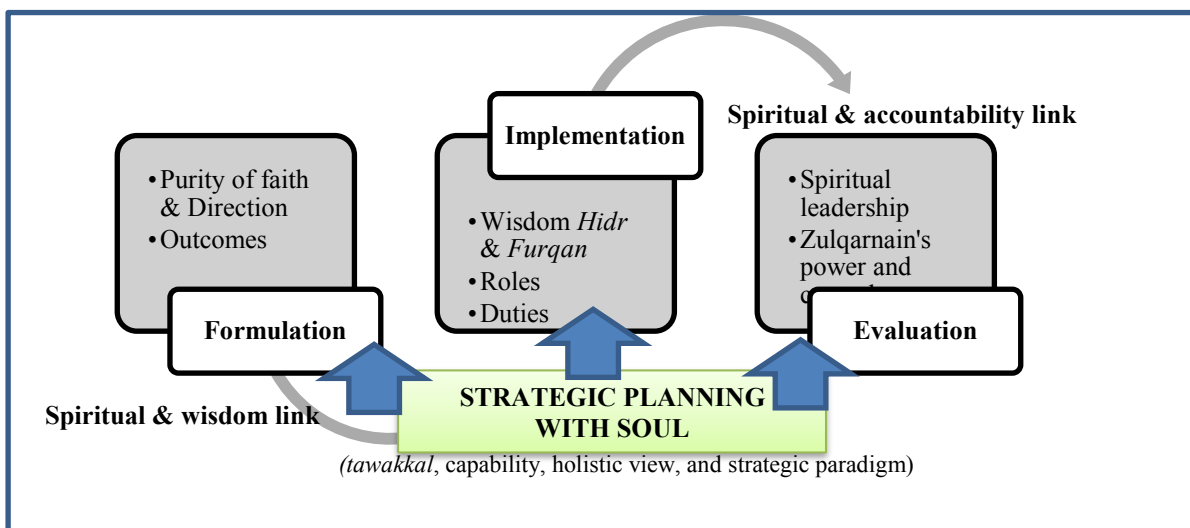 Implementation
Spiritual & accountability link
•Purity of faith
& Direction
•Outcomes
Formulation
•Wisdom Hidr
& Furqan
•Roles
•Duties
•Spiritual
leadership
•Zulqarnain's
power and
Evaluation
Spiritual & wisdom link
STRATEGIC PLANNING
WITH SOUL
(tawakkal, capability, holistic view, and strategic paradigm)